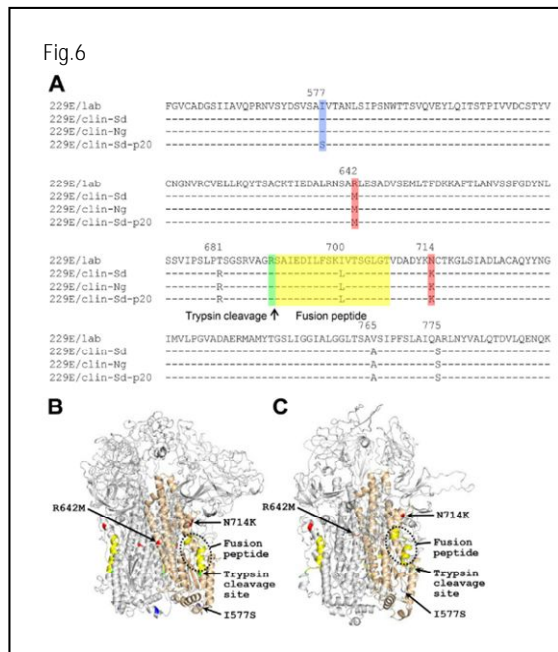 Fig.6
A
577
229E/lab FGVCADGSIIAVQPRNVSYDSVSAIVTANLSIPSNWTTSVQVEYLQITSTPIVVDCSTYV
229E/clin-Sd ------------------------------------------------------------
229E/clin-Ng ------------------------------------------------------------
229E/clin-Sd-p20 ------------------------S-----------------------------------
642
229E/lab CNGNVRCVELLKQYTSACKTIEDALRNSARLESADVSEMLTFDKKAFTLANVSSFGDYNL
229E/clin-Sd -----------------------------M------------------------------
229E/clin-Ng -----------------------------M------------------------------
229E/clin-Sd-p20 -----------------------------M------------------------------
681 700 714
229E/lab SSVIPSLPTSGSRVAGRSAIEDILFSKIVTSGLGTVDADYKNCTKGLSIADLACAQYYNG
229E/clin-Sd --------R------------------L-------------K------------------
229E/clin-Ng --------R------------------L-------------K------------------
229E/clin-Sd-p20 --------R------------------L-------------K------------------
Trypsin cleavage ↑ Fusion peptide
765 775
229E/lab IMVLPGVADAERMAMYTGSLIGGIALGGLTSAVSIPFSLAIQARLNYVALQTDVLQENQK
229E/clin-Sd --------------------------------A---------S-----------------
229E/clin-Ng --------------------------------A---------S-----------------
229E/clin-Sd-p20 --------------------------------A---------S-----------------
B
R642M
N714K
Fusion
peptide
Trypsin
cleavage
site
I577S
C
R642M
N714K
Fusion
peptide
Trypsin
cleavage
site
I577S